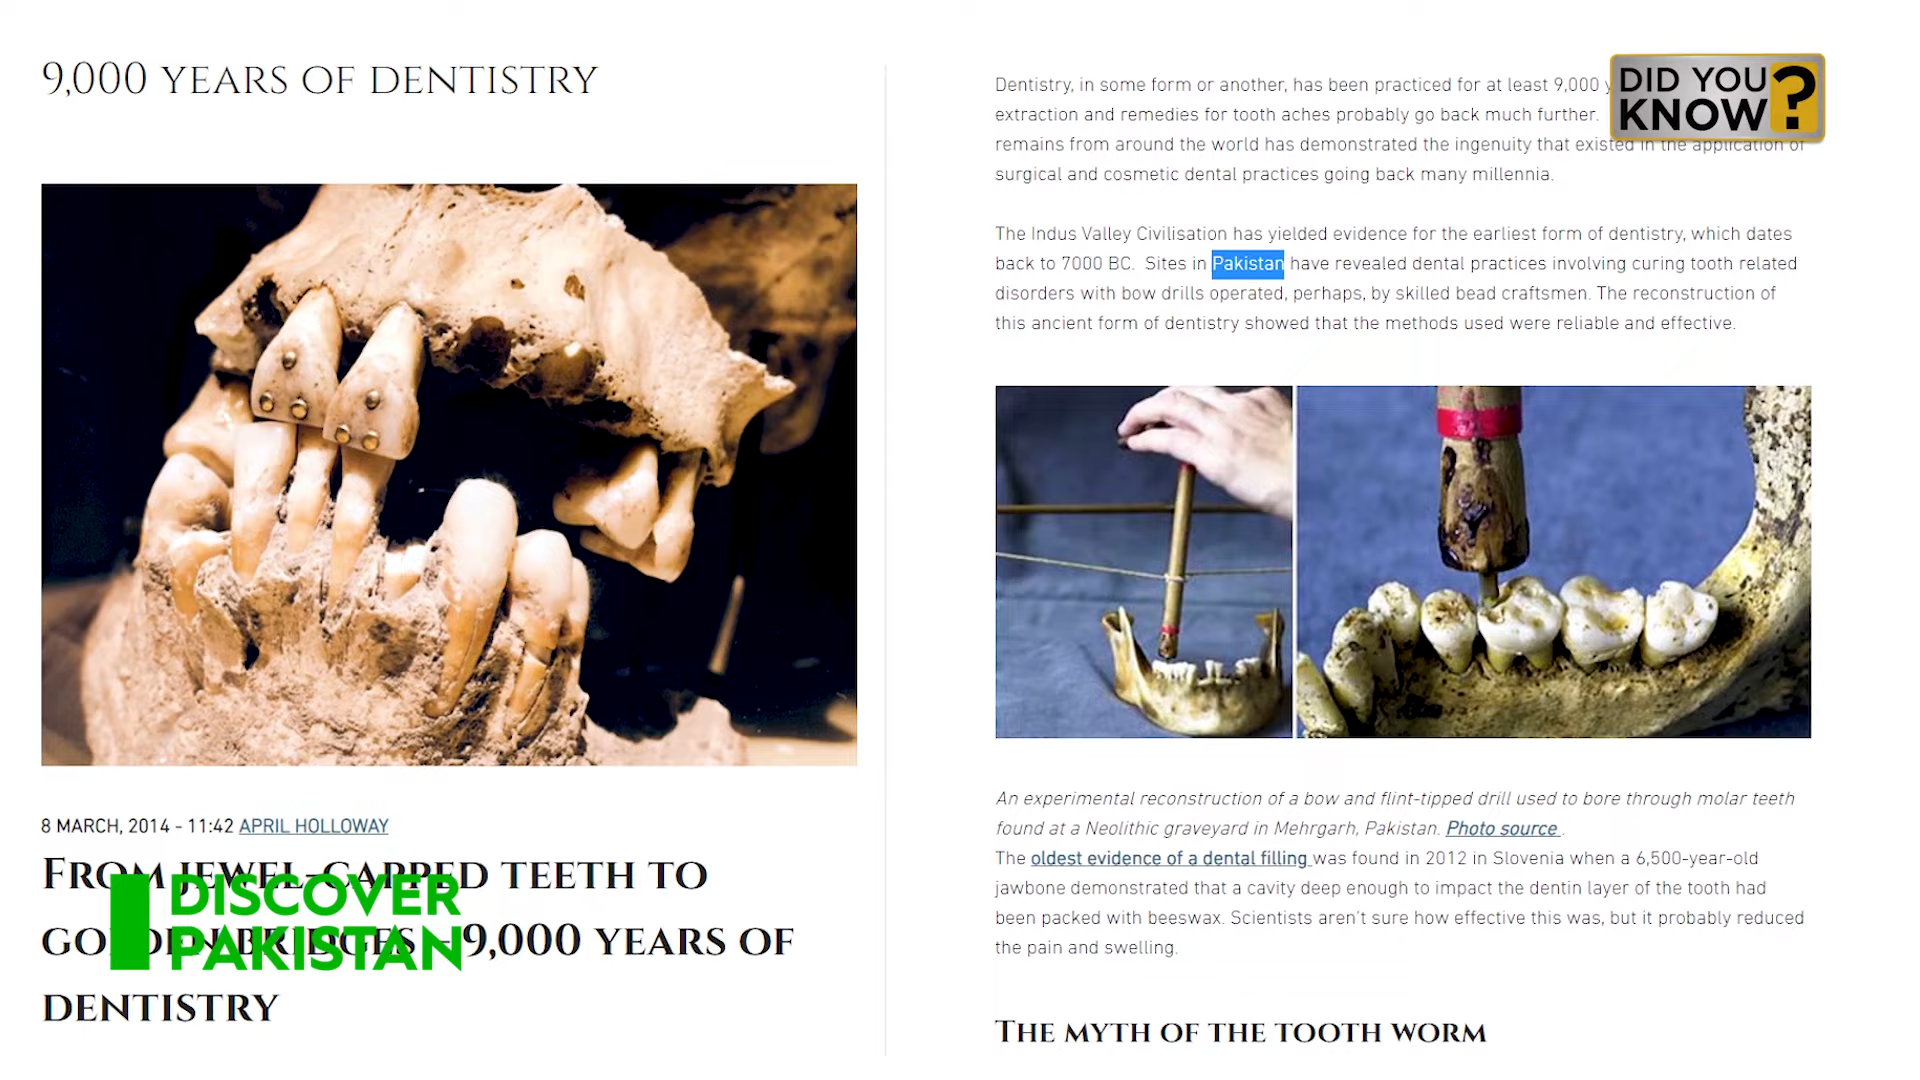 9,000 YEARS OF DENTISTRY
8 MARCH, 2014 - 11:42 APRIL HOLLOWAY
FROM JEWEL-CAPPED TEETH TO
GOLDEN BRIDGES - 9,000 YEARS OF
DENTISTRY
DISCOVER
PAKISTAN
Dentistry, in some form or another, has been practiced for at least 9,000
extraction and remedies for tooth aches probably go back much further.
remains from around the world has demonstrated the ingenuity that existed in the application of
surgical and cosmetic dental practices going back many millennia.
The Indus Valley Civilisation has yielded evidence for the earliest form of dentistry, which dates
back to 7000 BC. Sites in Pakistan have revealed dental practices involving curing tooth related
disorders with bow drills operated, perhaps, by skilled bead craftsmen. The reconstruction of
this ancient form of dentistry showed that the methods used were reliable and effective.
An experimental reconstruction of a bow and flint-tipped drill used to bore through molar teeth
found at a Neolithic graveyard in Mehrgarh, Pakistan. Photo source .
The oldest evidence of a dental filling was found in 2012 in Slovenia when a 6,500-year-old
jawbone demonstrated that a cavity deep enough to impact the dentin layer of the tooth had
been packed with beeswax. Scientists aren't sure how effective this was, but it probably reduced
the pain and swelling.
THE MYTH OF THE TOOTH WORM
DID YOU
KNOW?